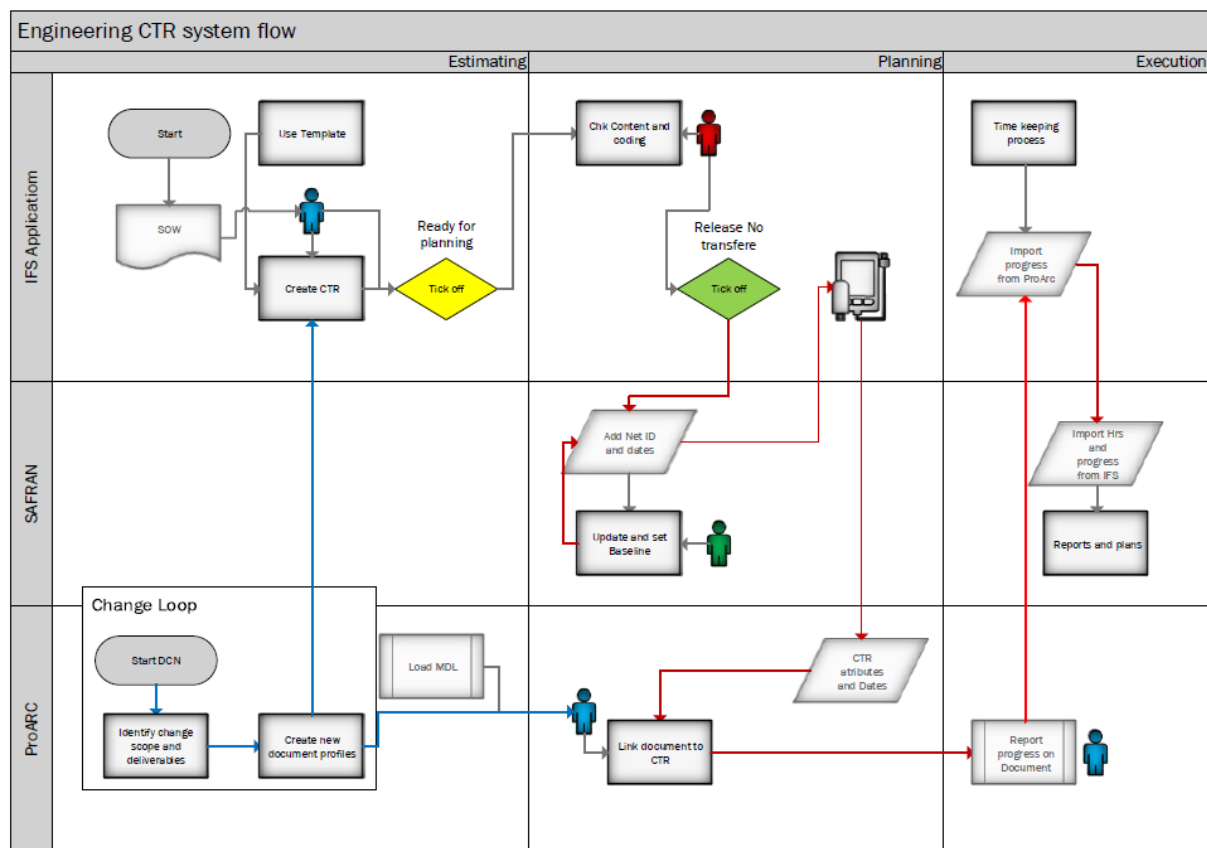 Engineering CTR system flow
Estimating
Planning
Execution
IFS Application
Start
Use Template
SOW
Create CTR
Ready for
planning
Tick off
Chk Content and
coding
Release No
transfere
Tick off
Time keeping
process
Import
progress
from ProArc
SAFRAN
Add Net ID
and dates
Update and set
Baseline
Import Hrs
and
progress
from IFS
Reports and plans
ProARC
Change Loop
Start DCN
Identify change
scope and
deliverables
Create new
document profiles
Load MDL
Link document to
CTR
CTR
atributes
and Dates
Report
progress on
Document